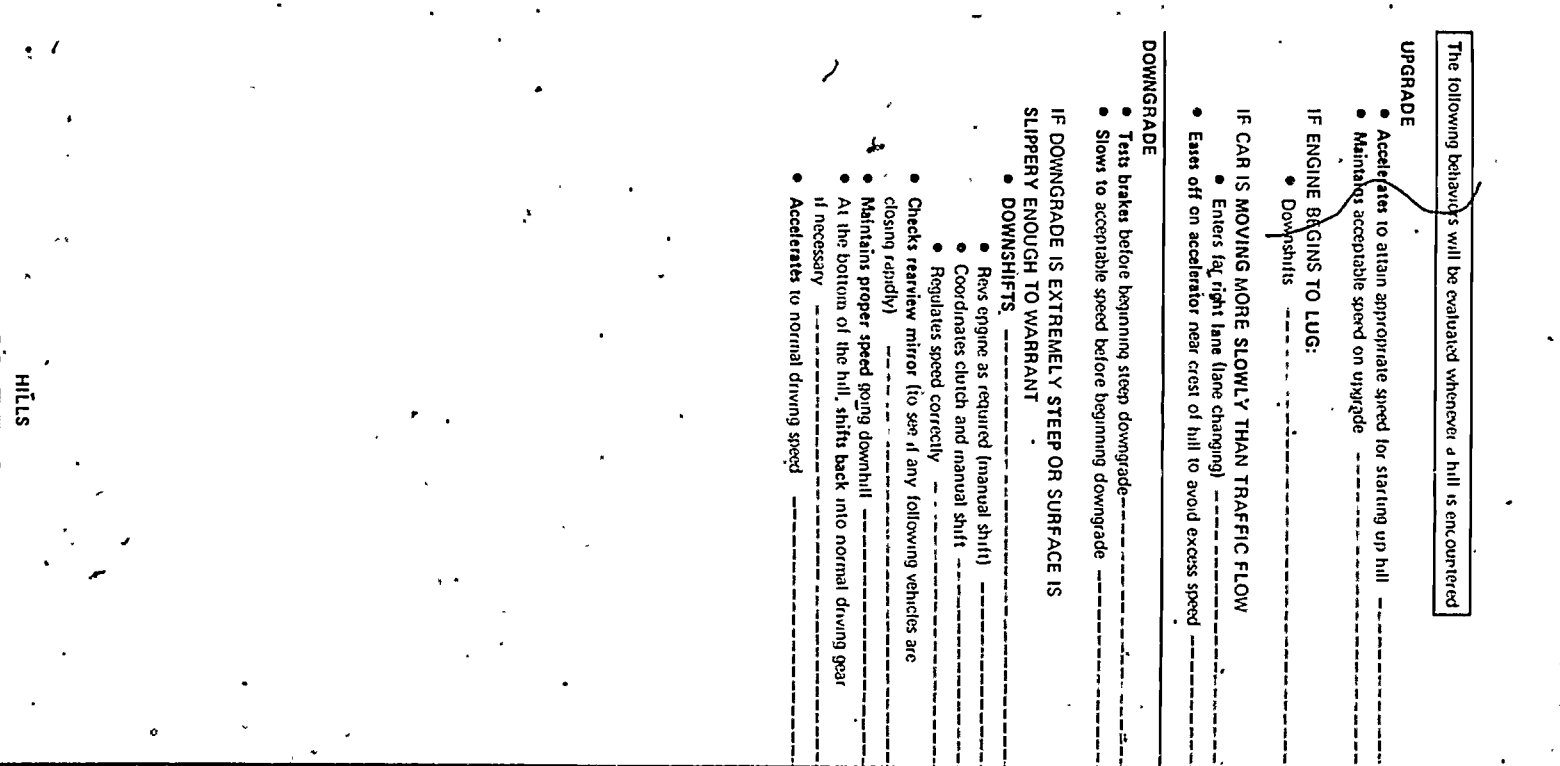 The following behaviors will be evaluated whenever a hill is encountered
UPGRADE
• Accelerates to attain appropriate speed for starting up hill
• Maintains acceptable speed on upgrade
IF ENGINE BEGINS TO LUG:
• Downshifts
IF CAR IS MOVING MORE SLOWLY THAN TRAFFIC FLOW
• Enters far right lane (lane changing)
• Eases off on accelerator near crest of hill to avoid excess speed
DOWNGRADE
• Tests brakes before beginning steep downgrade
• Slows to acceptable speed before beginning downgrade
IF DOWNGRADE IS EXTREMELY STEEP OR SURFACE IS
SLIPPERY ENOUGH TO WARRANT
• DOWNSHIFTS
• Revs engine as required (manual shift)
• Coordinates clutch and manual shift
• Regulates speed correctly
• Checks rearview mirror (to see if any following vehicles are
closing rapidly)
• Maintains proper speed going downhill
• At the bottom of the hill, shifts back into normal driving gear
if necessary
• Accelerates to normal driving speed
HILLS